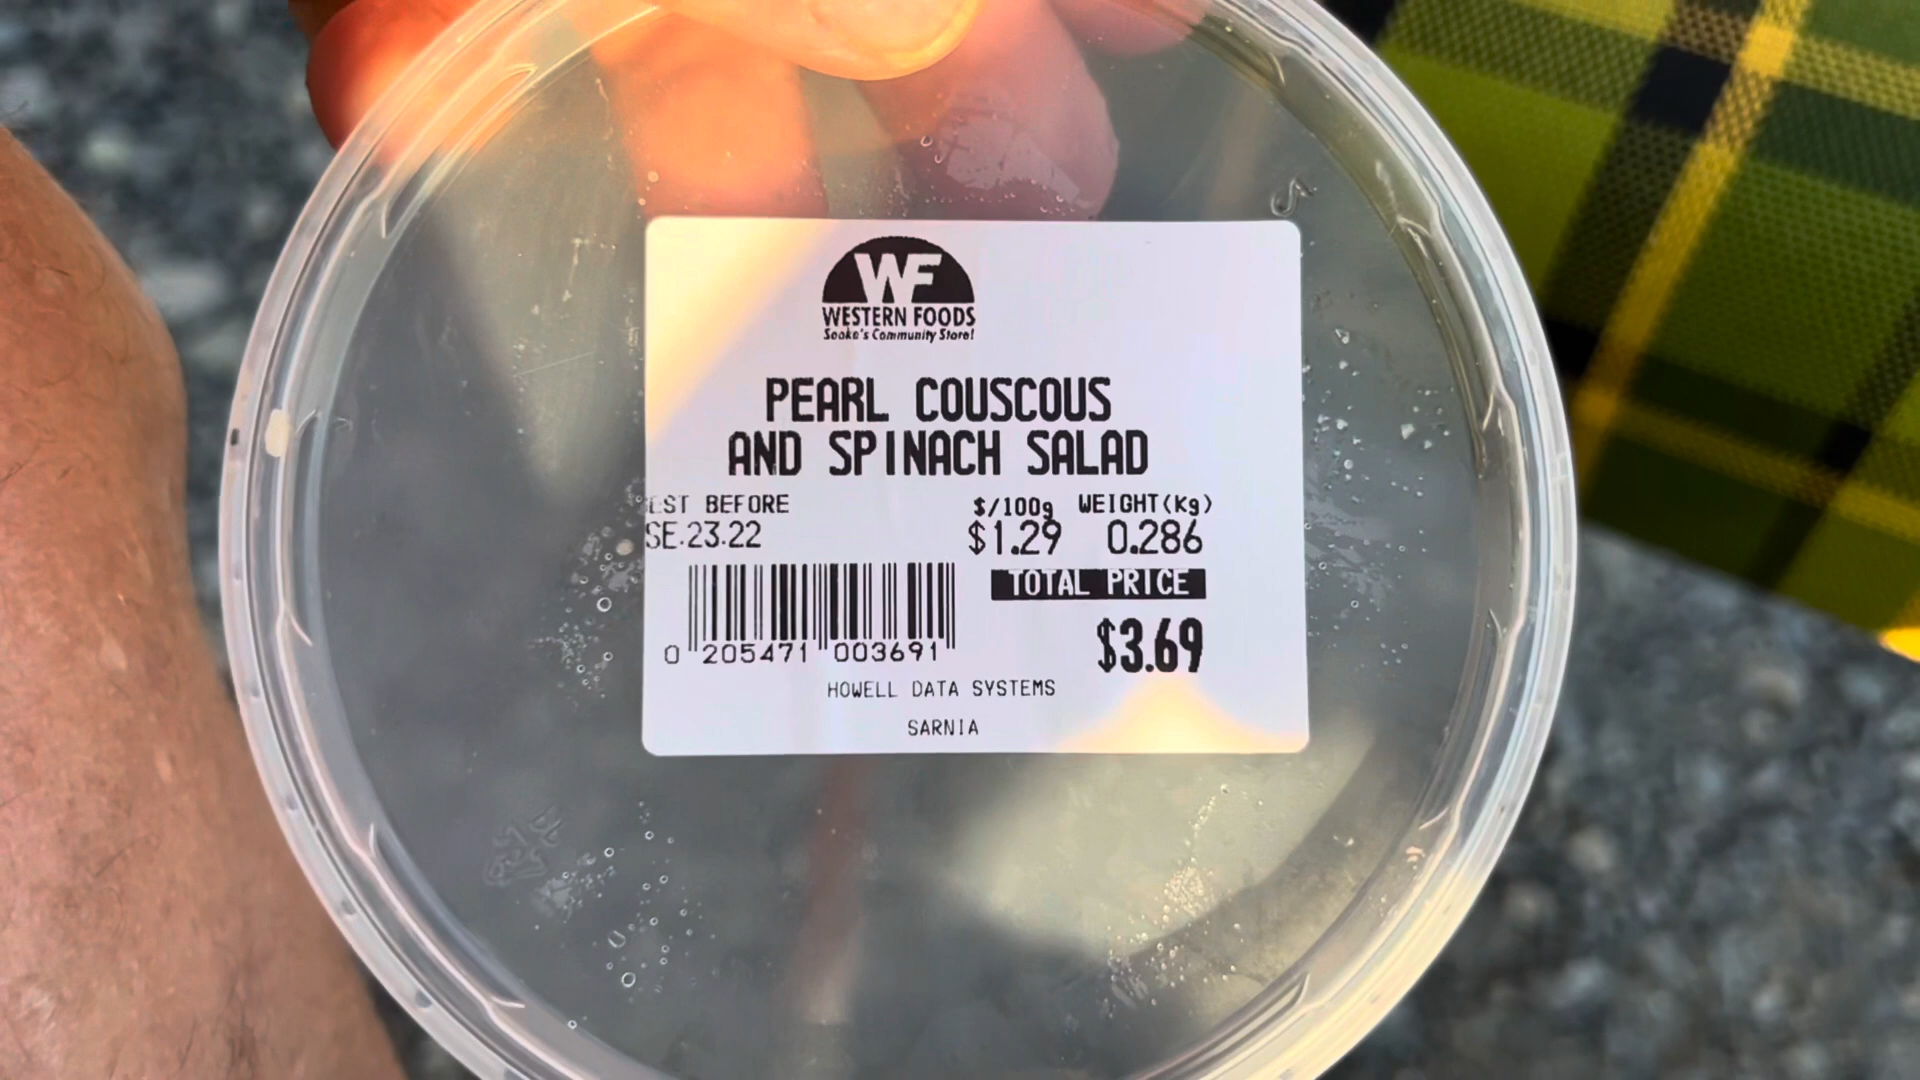 WF
WESTERN FOODS
Sooke's Community Store!
PEARL COUSCOUS
AND SPINACH SALAD
EST BEFORE $/100g WEIGHT(Kg)
SE.23.22 $1.29 0.286
TOTAL PRICE
$3.69
0 205471 003691
HOWELL DATA SYSTEMS
SARNIA